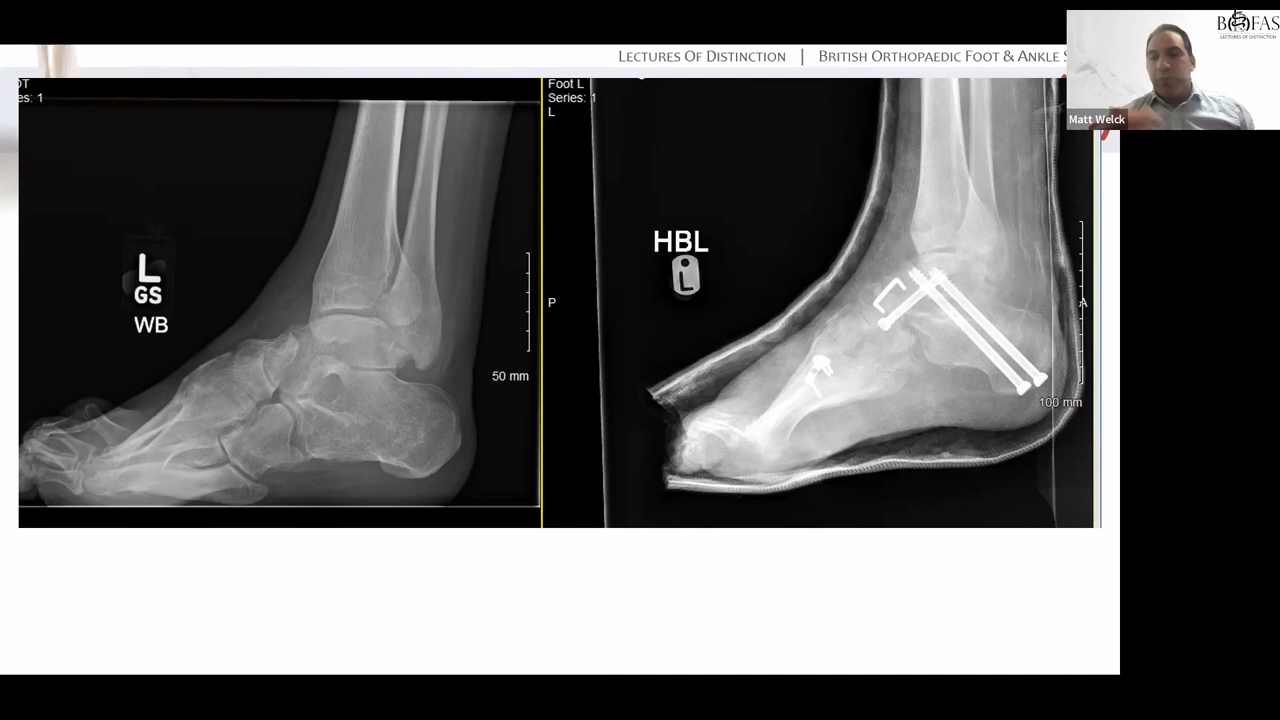 LECTURES OF DISTINCTION | BRITISH ORTHOPAEDIC FOOT & ANKLE S
BOFAS
LECTURES OF DISTINCTION
Matt Welck
OT
es: 1
L
GS
WB
50 mm
Foot L
Series: 1
L
P
HBL
L
A
100 mm